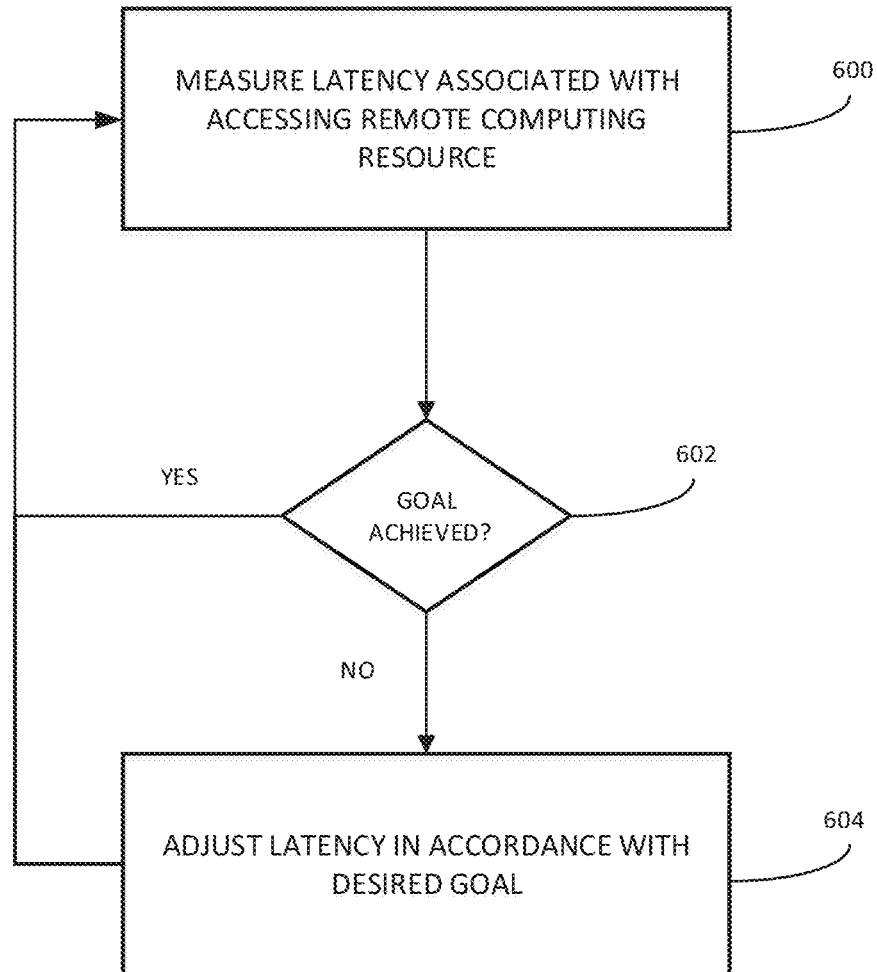 MEASURE LATENCY ASSOCIATED WITH
ACCESSING REMOTE COMPUTING
RESOURCE
600
YES
GOAL
ACHIEVED?
602
NO
ADJUST LATENCY IN ACCORDANCE WITH
DESIRED GOAL
604